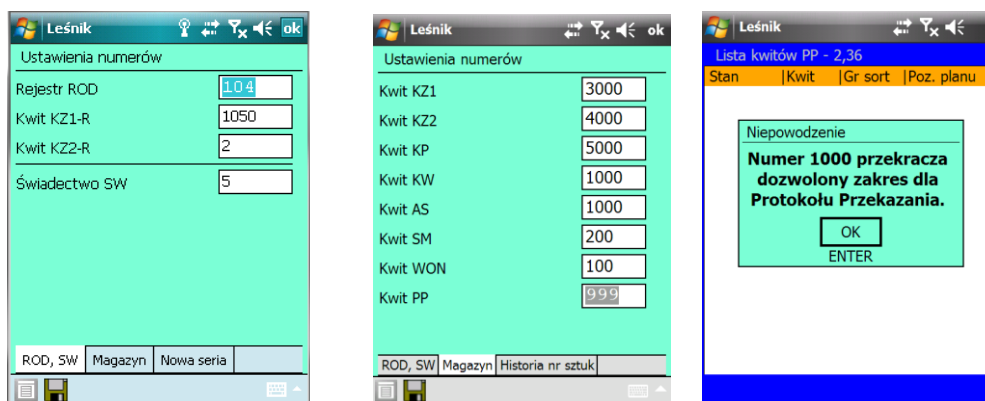 Leśnik ok
Ustawienia numerów
Rejestr ROD 104
Kwit KZ1-R 1050
Kwit KZ2-R 2
Świadectwo SW 5
ROD, SW Magazyn Nowa seria
Leśnik ok
Ustawienia numerów
Kwit KZ1 3000
Kwit KZ2 4000
Kwit KP 5000
Kwit KW 1000
Kwit AS 1000
Kwit SM 200
Kwit WON 100
Kwit PP 999
ROD, SW Magazyn Historia nr sztuk
Leśnik
Lista kwitów PP - 2,36
Stan |Kwit |Gr sort |Poz. planu
Niepowodzenie
Numer 1000 przekracza
dozwolony zakres dla
Protokołu Przekazania.
OK
ENTER